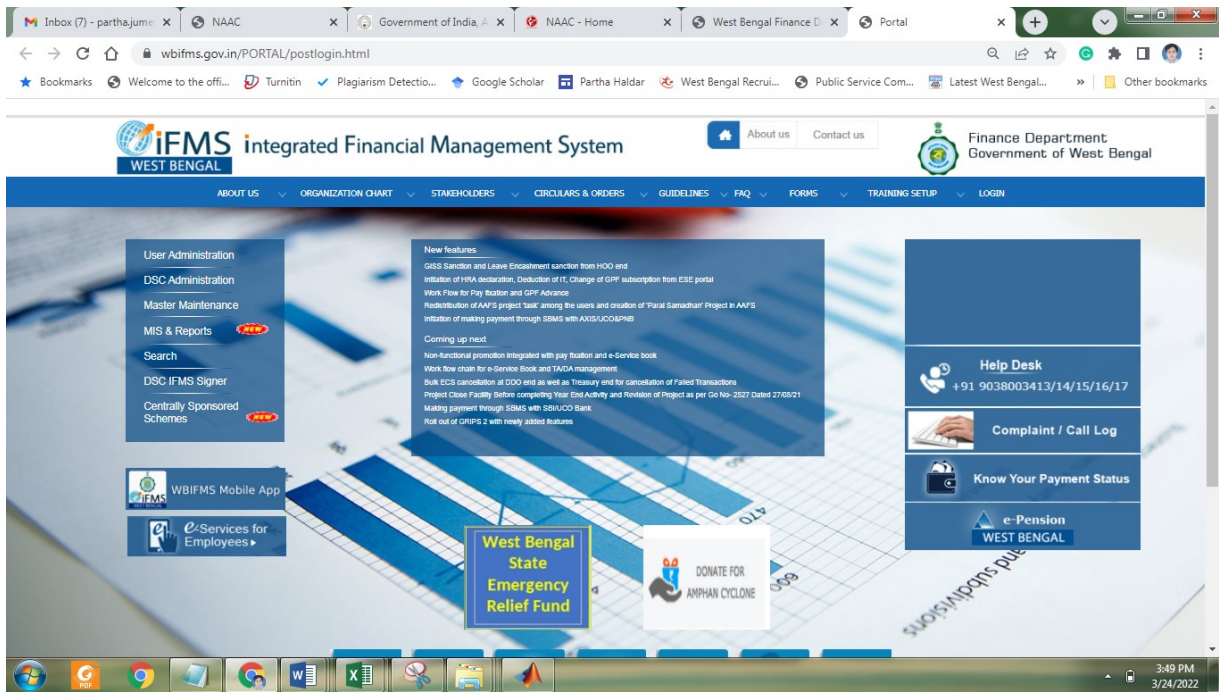 Inbox (7) - partha.jume
NAAC
Government of India, A
NAAC - Home
West Bengal Finance D
Portal
wbifms.gov.in/PORTAL/postlogin.html
Bookmarks
Welcome to the offi...
Turnitin
Plagiarism Detectio...
Google Scholar
Partha Haldar
West Bengal Recrui...
Public Service Com...
Latest West Bengal...
Other bookmarks
iFMS
WEST BENGAL
integrated Financial Management System
About us
Contact us
Finance Department
Government of West Bengal
ABOUT US
ORGANIZATION CHART
STAKEHOLDERS
CIRCULARS & ORDERS
GUIDELINES
FAQ
FORMS
TRAINING SETUP
LOGIN
User Administration
DSC Administration
Master Maintenance
MIS & Reports NEW
Search
DSC IFMS Signer
Centrally Sponsored
Schemes NEW
New features
GISS Sanction and Leave Encashment sanction from HOO end
Initiation of HRA declaration, Deduction of IT, Change of GPF subscription from ESE portal
Work Flow for Pay fixation and GPF Advance
Redistribution of AAFS project 'task' among the users and creation of 'Parai Samadhan' Project in AAFS
Initiation of making payment through SBMS with AXIS/UCO&PNB
Coming up next
Non-functional promotion integrated with pay fixation and e-Service book
Work flow chain for e-Service Book and TA/DA management
Bulk ECS cancellation at DDO end as well as Treasury end for cancellation of Failed Transactions
Project Close Facility Before completing Year End Activity and Revision of Project as per Go No- 2527 Dated 27/08/21
Making payment through SBMS with SBI/UCO Bank
Roll out of GRIPS 2 with newly added features
Help Desk
+91 9038003413/14/15/16/17
Complaint / Call Log
Know Your Payment Status
e-Pension
WEST BENGAL
iFMS
WBIFMS Mobile App
e-Services for
Employees
West Bengal
State
Emergency
Relief Fund
DONATE FOR
AMPHAN CYCLONE
470
600
and subdivisions
PDF
3:49 PM
3/24/2022